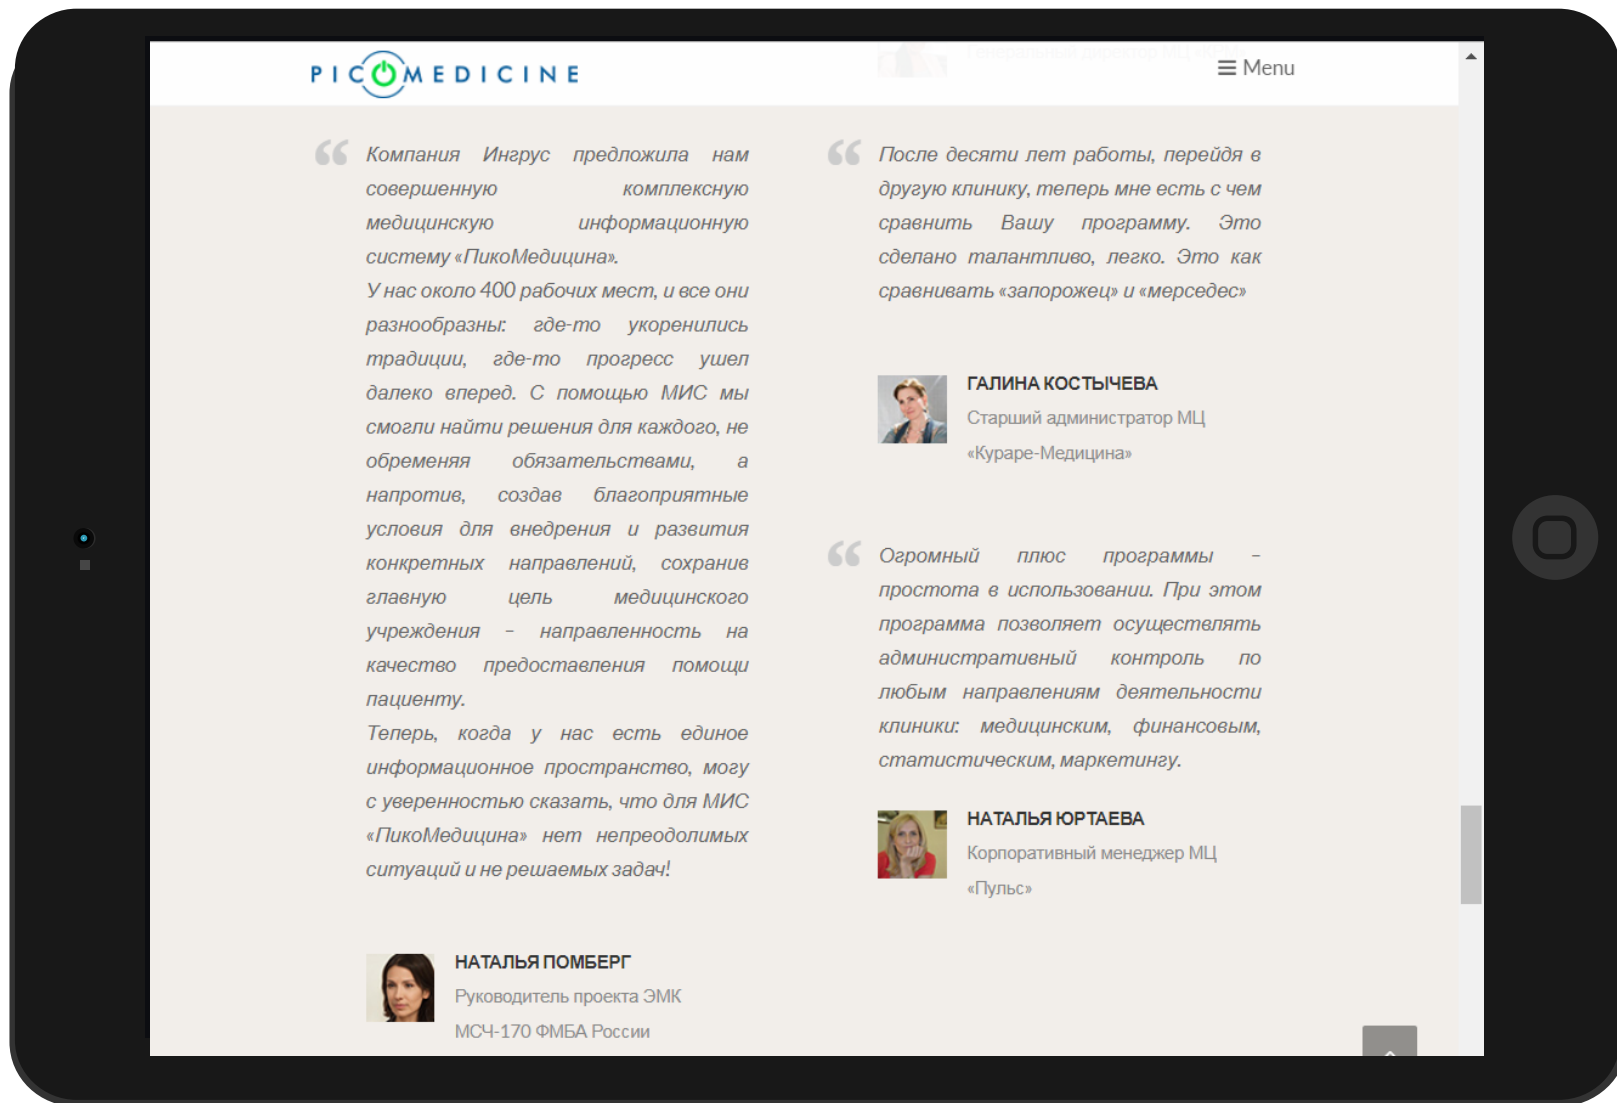 PICOMEDICINE
Генеральный директор МЦ «КРМ»
Menu
Компания Ингрус предложила нам
совершенную комплексную
медицинскую информационную
систему «ПикоМедицина».
У нас около 400 рабочих мест, и все они
разнообразны: где-то укоренились
традиции, где-то прогресс ушел
далеко вперед. С помощью МИС мы
смогли найти решения для каждого, не
обременяя обязательствами, а
напротив, создав благоприятные
условия для внедрения и развития
конкретных направлений, сохранив
главную цель медицинского
учреждения – направленность на
качество предоставления помощи
пациенту.
Теперь, когда у нас есть единое
информационное пространство, могу
с уверенностью сказать, что для МИС
«ПикоМедицина» нет непреодолимых
ситуаций и не решаемых задач!
НАТАЛЬЯ ПОМБЕРГ
Руководитель проекта ЭМК
МСЧ-170 ФМБА России
После десяти лет работы, перейдя в
другую клинику, теперь мне есть с чем
сравнить Вашу программу. Это
сделано талантливо, легко. Это как
сравнивать «запорожец» и «мерседес»
ГАЛИНА КОСТЫЧЕВА
Старший администратор МЦ
«Кураре-Медицина»
Огромный плюс программы –
простота в использовании. При этом
программа позволяет осуществлять
административный контроль по
любым направлениям деятельности
клиники: медицинским, финансовым,
статистическим, маркетингу.
НАТАЛЬЯ ЮРТАЕВА
Корпоративный менеджер МЦ
«Пульс»